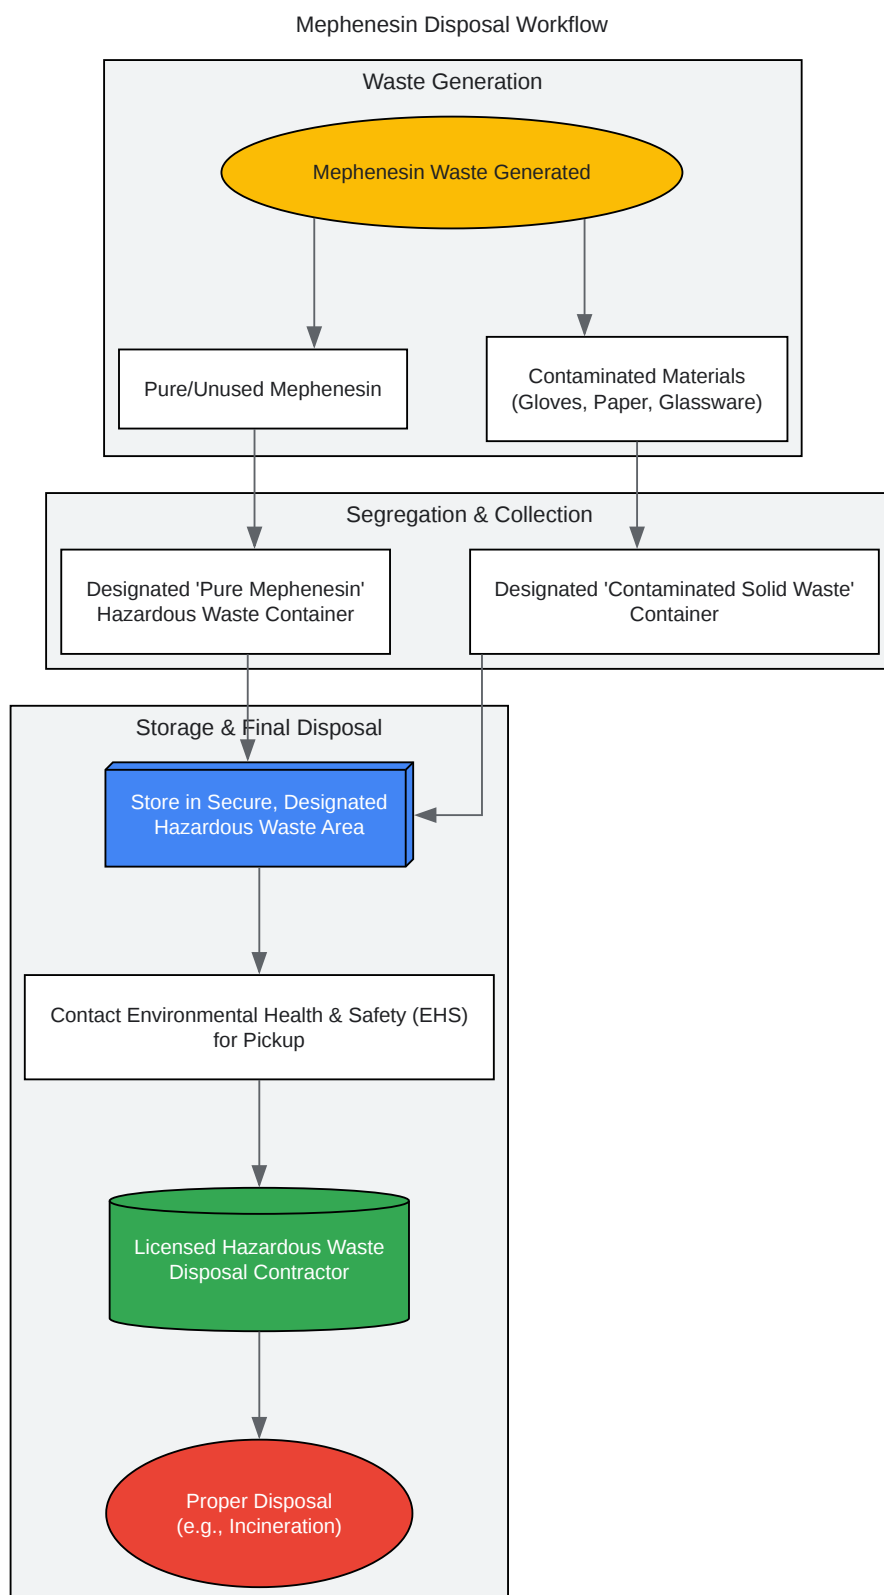 Mephenesin Disposal Workflow
Waste Generation
Mephenesin Waste Generated
Pure/Unused Mephenesin
Contaminated Materials
(Gloves, Paper, Glassware)
Segregation & Collection
Designated 'Pure Mephenesin'
Hazardous Waste Container
Designated 'Contaminated Solid Waste'
Container
Storage & Final Disposal
Store in Secure, Designated
Hazardous Waste Area
Contact Environmental Health & Safety (EHS)
for Pickup
Licensed Hazardous Waste
Disposal Contractor
Proper Disposal
(e.g., Incineration)